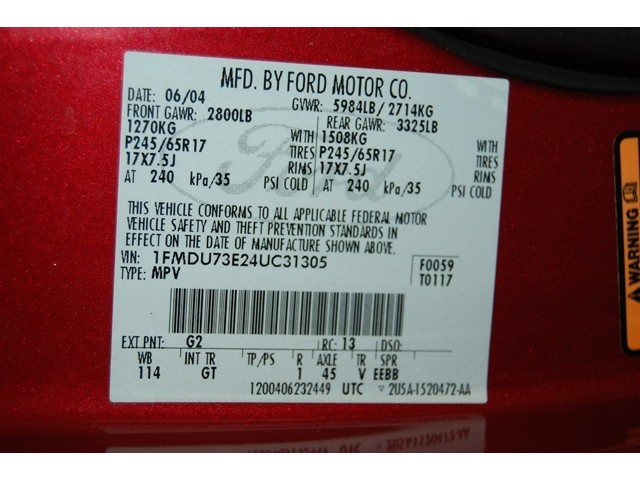 MFD. BY FORD MOTOR CO.
DATE: 06/04 GVWR: 5984LB/ 2714KG
FRONT GAWR: 2800LB REAR GAWR: 3325LB
1270KG WITH 1508KG WITH
P245/65R17 TIRES P245/65R17 TIRES
17X7.5J RIMS 17X7.5J RIMS
AT 240 kPa/35 PSI COLD AT 240 kPa/35 PSI COLD
Ford
THIS VEHICLE CONFORMS TO ALL APPLICABLE FEDERAL MOTOR
VEHICLE SAFETY AND THEFT PREVENTION STANDARDS IN
EFFECT ON THE DATE OF MANUFACTURE SHOWN ABOVE.
VIN: 1FMDU73E24UC31305 F0059
TYPE: MPV T0117
EXT PNT: G2 RC: 13 DSO:
WB INT TR TP/PS R AXLE TR SPR
114 GT 1 45 V EEBB
1200406232449 UTC ▽ 2U5A-1520472-AA
WARNING